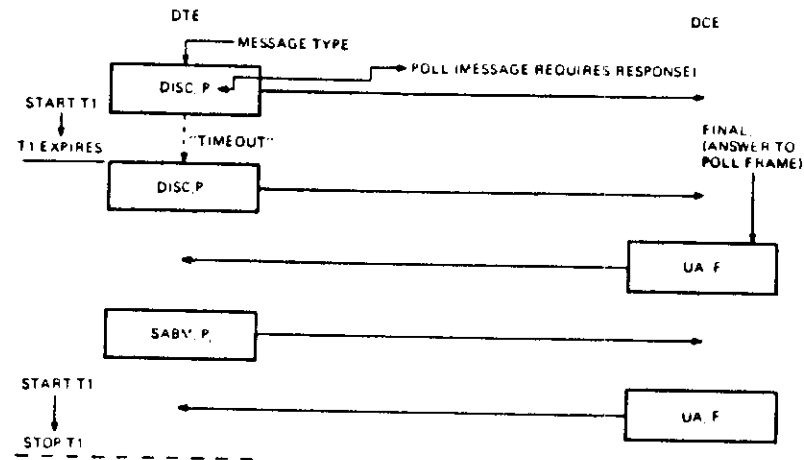 DTE
DCE
MESSAGE TYPE
DISC, P
POLL (MESSAGE REQUIRES RESPONSE)
START T1
"TIMEOUT"
T1 EXPIRES
FINAL,
(ANSWER TO
POLL FRAME)
DISC,P
UA, F
SABM, P,
START T1
UA, F
STOP T1